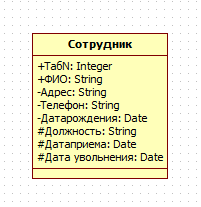 Сотрудник
+ТабN: Integer
+ФИО: String
-Адрес: String
-Телефон: String
-Датарождения: Date
#Должность: String
#Датаприема: Date
#Дата увольнения: Date